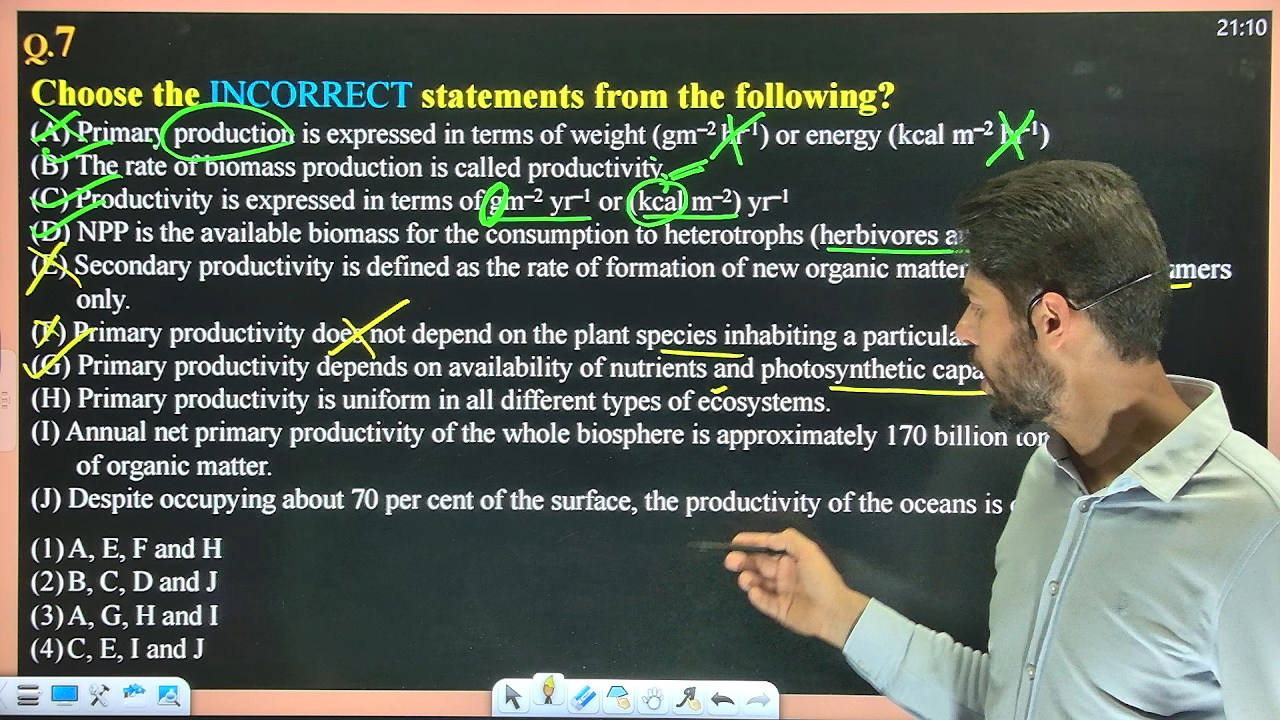 21:10
Q.7
Choose the INCORRECT statements from the following?
(A) Primary production is expressed in terms of weight (gm⁻² hr⁻¹) or energy (kcal m⁻² hr⁻¹)
(B) The rate of biomass production is called productivity.
(C) Productivity is expressed in terms of gm⁻² yr⁻¹ or (kcal m⁻²) yr⁻¹
(D) NPP is the available biomass for the consumption to heterotrophs (herbivores
(E) Secondary productivity is defined as the rate of formation of new organic matter
only.
(F) Primary productivity does not depend on the plant species inhabiting a
(G) Primary productivity depends on availability of nutrients and photosynthetic
(H) Primary productivity is uniform in all different types of ecosystems.
(I) Annual net primary productivity of the whole biosphere is approximately 170 billion
of organic matter.
(J) Despite occupying about 70 per cent of the surface, the productivity of the oceans is
(1) A, E, F and H
(2) B, C, D and J
(3) A, G, H and I
(4) C, E, I and J